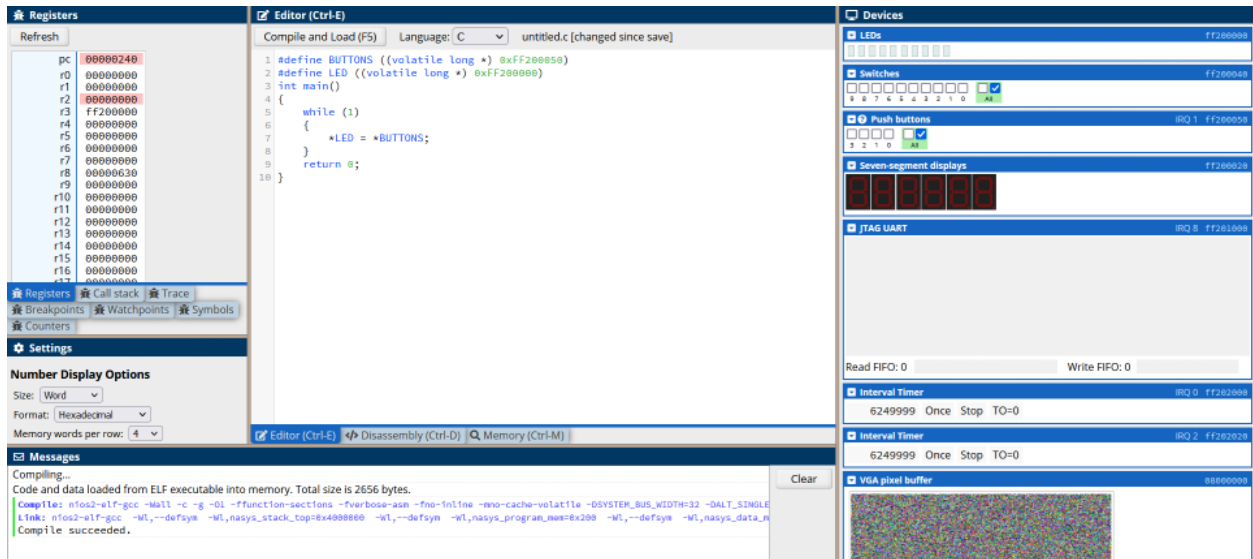 Registers
Refresh
pc 00000240
r0 00000000
r1 00000000
r2 00000000
r3 ff200000
r4 00000000
r5 00000000
r6 00000000
r7 00000000
r8 00000630
r9 00000000
r10 00000000
r11 00000000
r12 00000000
r13 00000000
r14 00000000
r15 00000000
r16 00000000
Registers Call stack Trace
Breakpoints Watchpoints Symbols
Counters
Settings
Number Display Options
Size: Word
Format: Hexadecimal
Memory words per row: 4
Editor (Ctrl-E)
Compile and Load (F5) Language: C untitled.c [changed since save]
1 #define BUTTONS ((volatile long *) 0xFF200050)
2 #define LED ((volatile long *) 0xFF200000)
3 int main()
4 {
5 while (1)
6 {
7 *LED = *BUTTONS;
8 }
9 return 0;
10 }
Editor (Ctrl-E) Disassembly (Ctrl-D) Memory (Ctrl-M)
Messages
Compiling...
Code and data loaded from ELF executable into memory. Total size is 2656 bytes.
Compile: nios2-elf-gcc -Wall -c -g -O1 -ffunction-sections -fverbose-asm -fno-inline -mno-cache-volatile -DSYSTEM_BUS_WIDTH=32 -DALT_SINGLE
Link: nios2-elf-gcc -Wl,--defsym -Wl,nasys_stack_top=0x4000000 -Wl,--defsym -Wl,nasys_program_mem=0x200 -Wl,--defsym -Wl,nasys_data_m
Compile succeeded.
Clear
Devices
LEDs ff200000
Switches ff200040
9 8 7 6 5 4 3 2 1 0 All
Push buttons IRQ 1 ff200050
3 2 1 0 All
Seven-segment displays ff200020
JTAG UART IRQ 8 ff201000
Read FIFO: 0 Write FIFO: 0
Interval Timer IRQ 0 ff202000
6249999 Once Stop TO=0
Interval Timer IRQ 2 ff202020
6249999 Once Stop TO=0
VGA pixel buffer 08000000